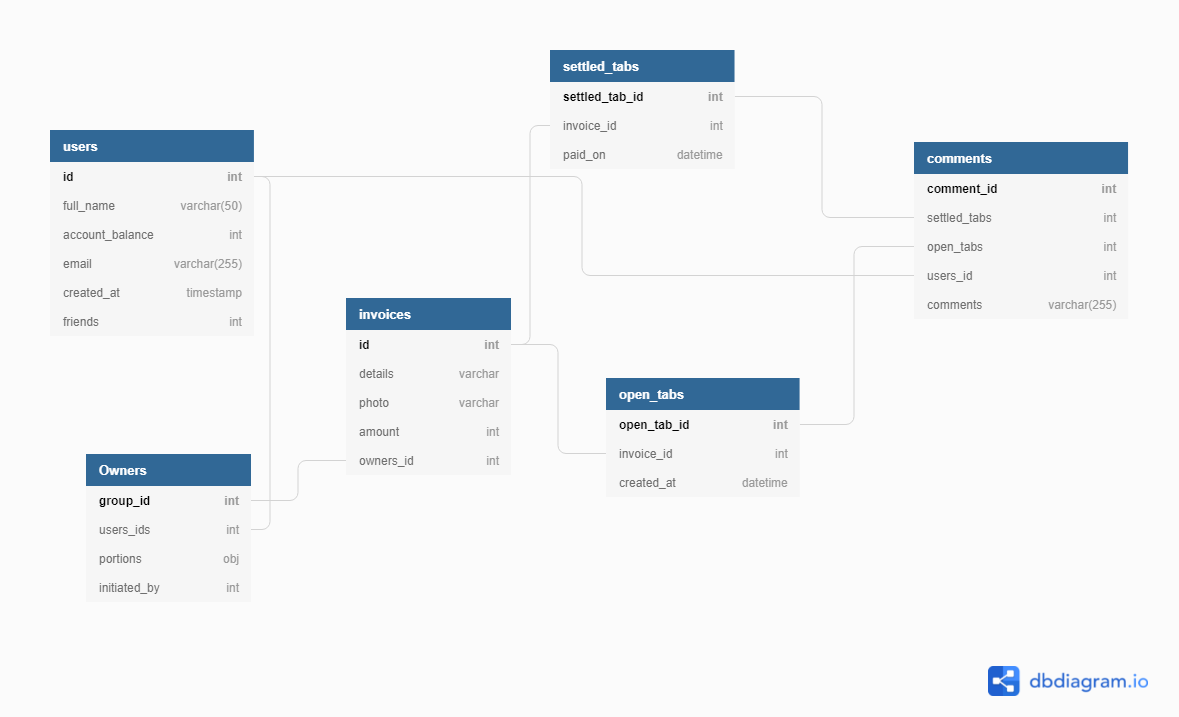 settled_tabs
settled_tab_id int
invoice_id int
paid_on datetime
users
id int
full_name varchar(50)
account_balance int
email varchar(255)
created_at timestamp
friends int
comments
comment_id int
settled_tabs int
open_tabs int
users_id int
comments varchar(255)
invoices
id int
details varchar
photo varchar
amount int
owners_id int
open_tabs
open_tab_id int
invoice_id int
created_at datetime
Owners
group_id int
users_ids int
portions obj
initiated_by int
dbdiagram.io